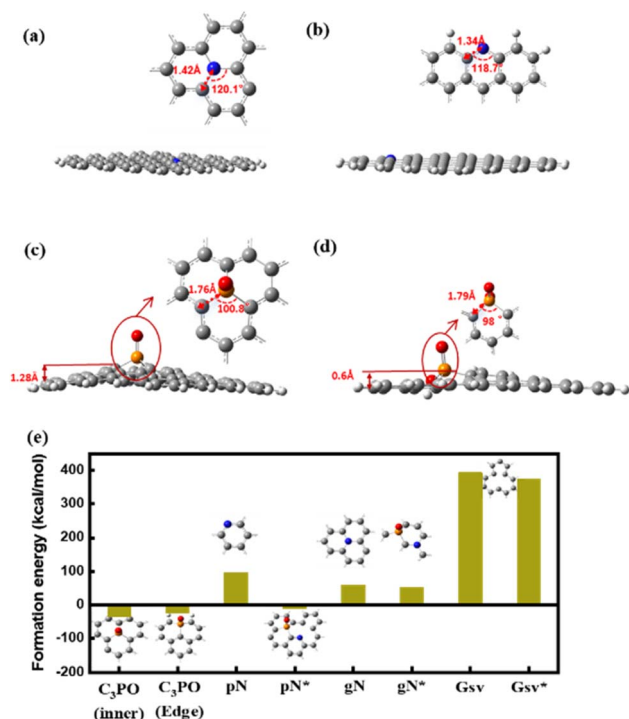 (a)
1.42Å
120.1°
(b)
1.34Å
118.7°
(c)
1.76Å
100.8
1.28Å
(d)
1.79Å
98 °
0.6Å
(e)
Formation energy (kcal/mol)
400
300
200
100
0
-100
-200
C₃PO C₃PO pN pN* gN gN* Gsv Gsv*
(inner) (Edge)